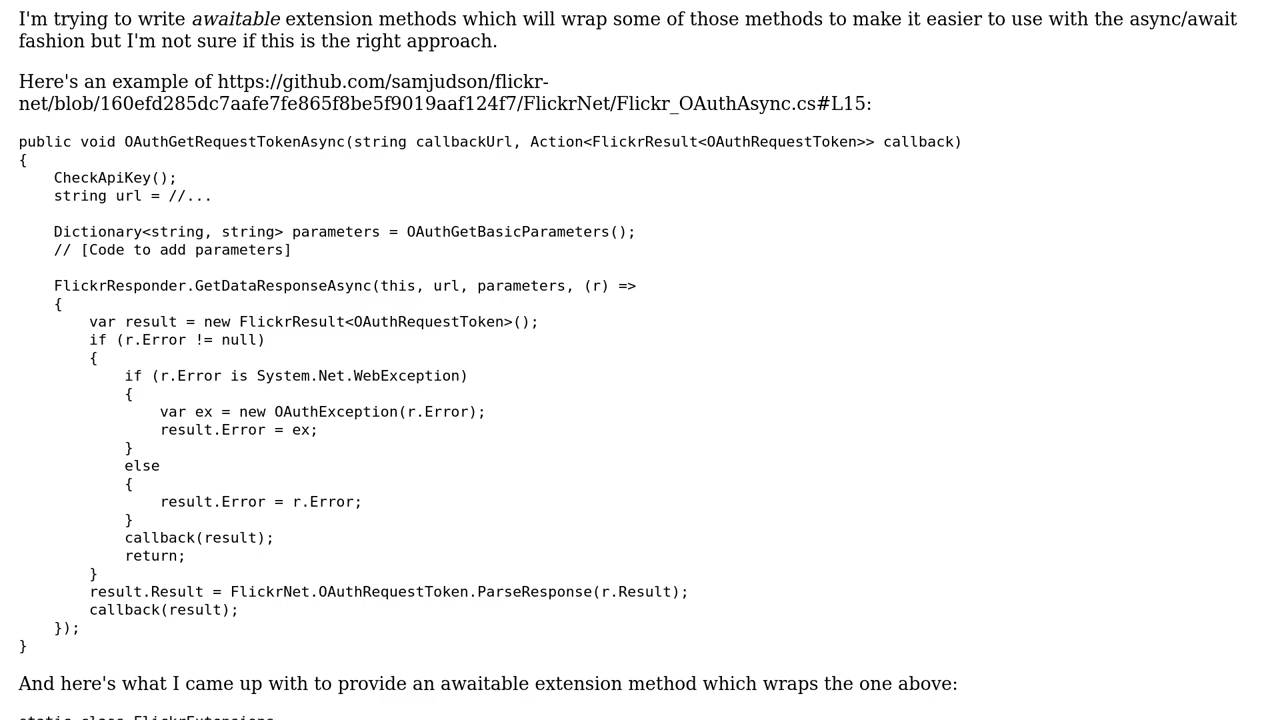 I'm trying to write awaitable extension methods which will wrap some of those methods to make it easier to use with the async/await
fashion but I'm not sure if this is the right approach.
Here's an example of https://github.com/samjudson/flickr-
net/blob/160efd285dc7aafe7fe865f8be5f9019aaf124f7/FlickrNet/Flickr_OAuthAsync.cs#L15:
public void OAuthGetRequestTokenAsync(string callbackUrl, Action<FlickrResult<OAuthRequestToken>> callback)
{
    CheckApiKey();
    string url = //...
    Dictionary<string, string> parameters = OAuthGetBasicParameters();
    // [Code to add parameters]
    FlickrResponder.GetDataResponseAsync(this, url, parameters, (r) =>
    {
        var result = new FlickrResult<OAuthRequestToken>();
        if (r.Error != null)
        {
            if (r.Error is System.Net.WebException)
            {
                var ex = new OAuthException(r.Error);
                result.Error = ex;
            }
            else
            {
                result.Error = r.Error;
            }
            callback(result);
            return;
        }
        result.Result = FlickrNet.OAuthRequestToken.ParseResponse(r.Result);
        callback(result);
    });
}
And here's what I came up with to provide an awaitable extension method which wraps the one above:
static class FlickrExtensions